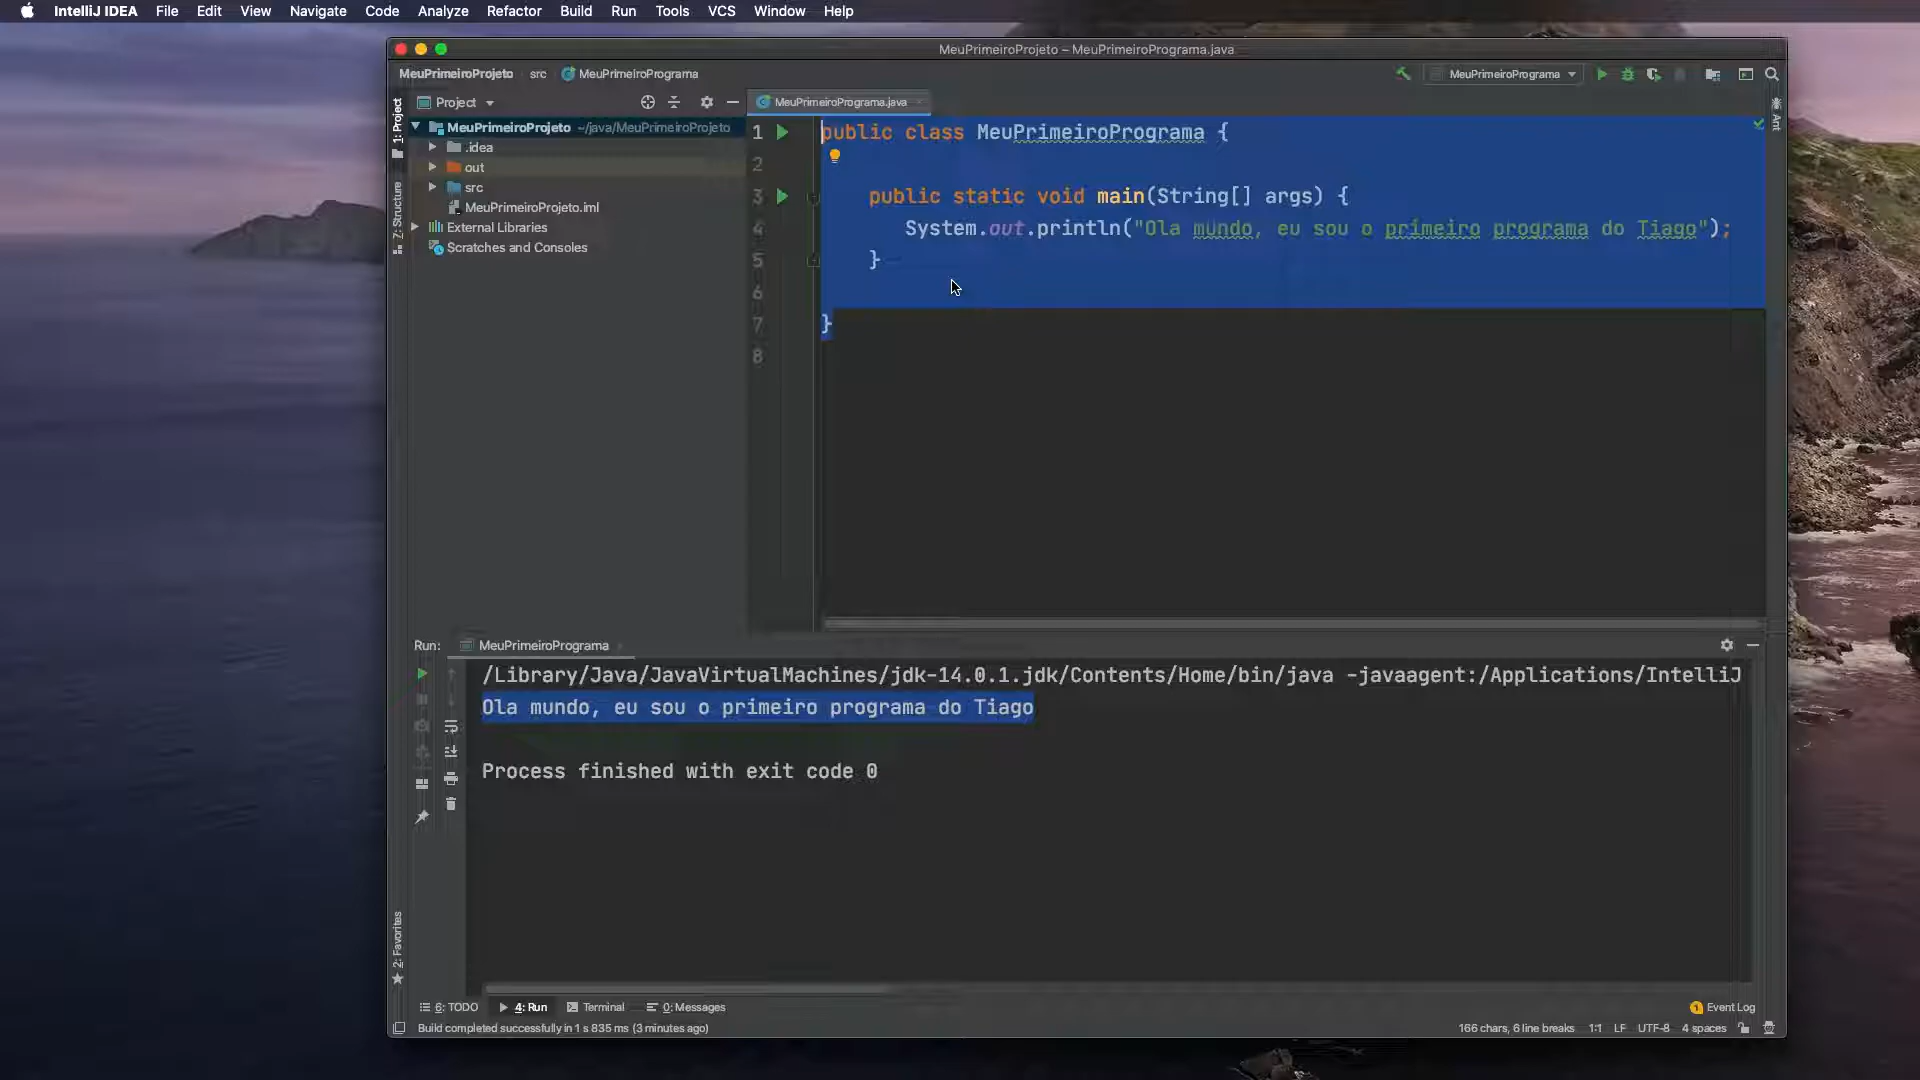 IntelliJ IDEA File Edit View Navigate Code Analyze Refactor Build Run Tools VCS Window Help
MeuPrimeiroProjeto – MeuPrimeiroPrograma.java
MeuPrimeiroProjeto src MeuPrimeiroPrograma MeuPrimeiroPrograma
1: Project
Project
MeuPrimeiroPrograma.java
Ant
MeuPrimeiroProjeto ~/java/MeuPrimeiroProjeto
.idea
out
src
MeuPrimeiroProjeto.iml
External Libraries
Scratches and Consoles
7: Structure
1 public class MeuPrimeiroPrograma {
2
3 public static void main(String[] args) {
4 System.out.println("Ola mundo, eu sou o primeiro programa do Tiago");
5 }
6
7 }
8
Run: MeuPrimeiroPrograma
/Library/Java/JavaVirtualMachines/jdk-14.0.1.jdk/Contents/Home/bin/java -javaagent:/Applications/IntelliJ
Ola mundo, eu sou o primeiro programa do Tiago
Process finished with exit code 0
2: Favorites
6: TODO 4: Run Terminal 0: Messages 1 Event Log
Build completed successfully in 1 s 835 ms (3 minutes ago) 166 chars, 6 line breaks 1:1 LF UTF-8 4 spaces